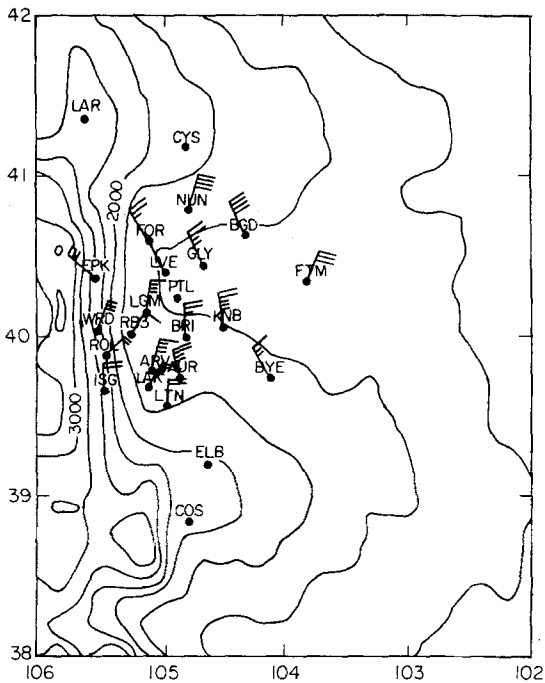 42
LAR
CYS
41
2000
NUN
FOR
BGD
GLY
LVE
EPK
FTM
PTL
LGM
WRD
RB3
BRI
KNB
40
ROL
ARV
AUR
BYE
ISG
LAK
LTN
3000
ELB
39
COS
38
106
105
104
103
102